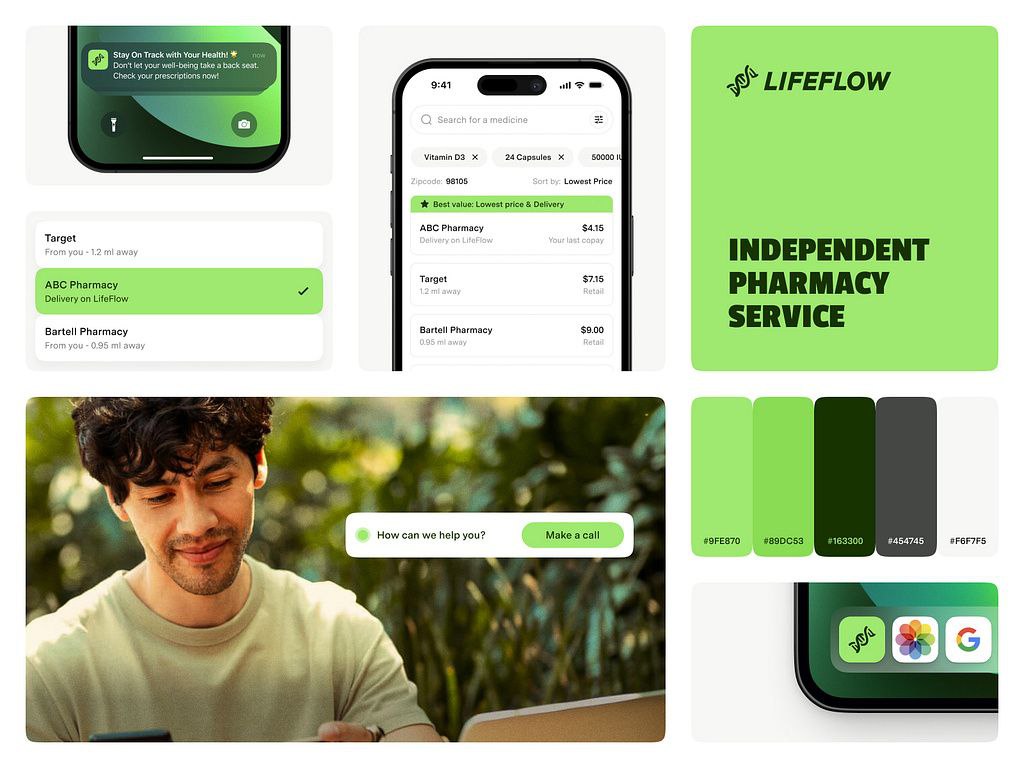 Stay On Track with Your Health! 🌟 now
Don't let your well-being take a back seat.
Check your prescriptions now!
Target
From you - 1.2 ml away
ABC Pharmacy
Delivery on LifeFlow
Bartell Pharmacy
From you - 0.95 ml away
9:41
Search for a medicine
Vitamin D3 ✕ 24 Capsules ✕ 50000 IU
Zipcode: 98105 Sort by: Lowest Price
★ Best value: Lowest price & Delivery
ABC Pharmacy $4.15
Delivery on LifeFlow Your last copay
Target $7.15
1.2 ml away Retail
Bartell Pharmacy $9.00
0.95 ml away Retail
LIFEFLOW
INDEPENDENT
PHARMACY
SERVICE
How can we help you? Make a call
#9FE870 #89DC53 #163300 #454745 #F6F7F5
G